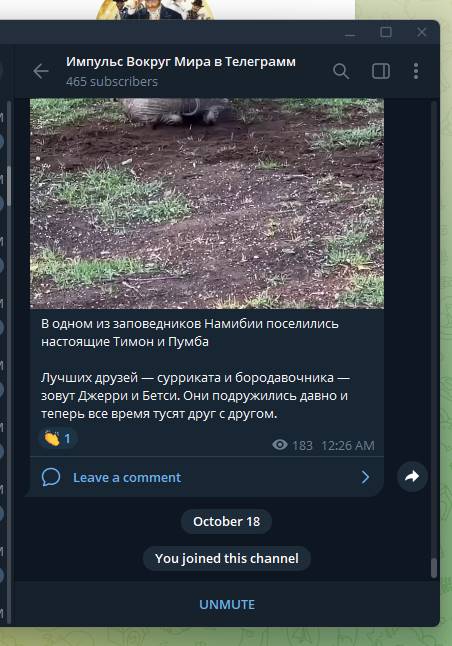 Импульс Вокруг Мира в Телеграмм
465 subscribers
В одном из заповедников Намибии поселились
настоящие Тимон и Пумба
Лучших друзей — сурриката и бородавочника —
зовут Джерри и Бетси. Они подружились давно и
теперь все время тусят друг с другом.
1
183 12:26 AM
Leave a comment
October 18
You joined this channel
UNMUTE